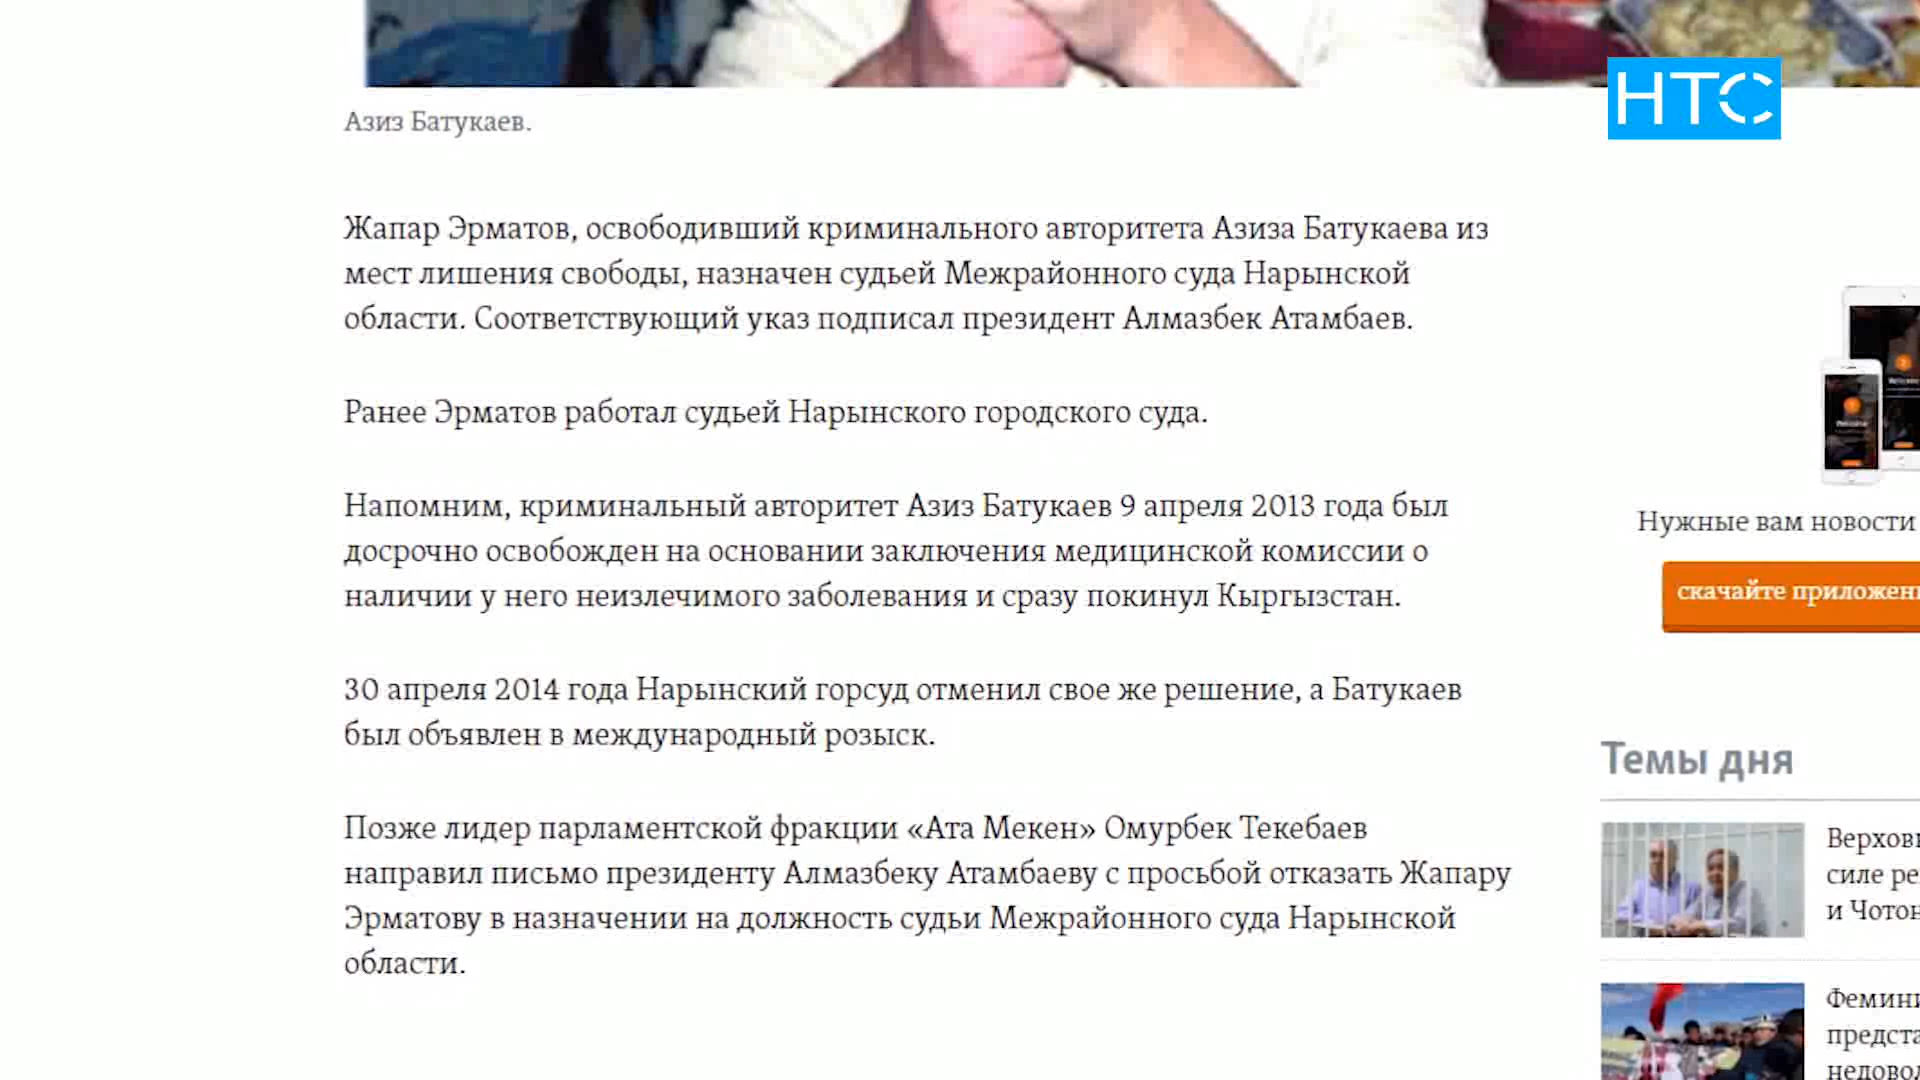 НТС
Азиз Батукаев.
Жапар Эрматов, освободивший криминального авторитета Азиза Батукаева из
мест лишения свободы, назначен судьей Межрайонного суда Нарынской
области. Соответствующий указ подписал президент Алмазбек Атамбаев.
Ранее Эрматов работал судьей Нарынского городского суда.
Напомним, криминальный авторитет Азиз Батукаев 9 апреля 2013 года был
досрочно освобожден на основании заключения медицинской комиссии о
наличии у него неизлечимого заболевания и сразу покинул Кыргызстан.
30 апреля 2014 года Нарынский горсуд отменил свое же решение, а Батукаев
был объявлен в международный розыск.
Позже лидер парламентской фракции «Ата Мекен» Омурбек Текебаев
направил письмо президенту Алмазбеку Атамбаеву с просьбой отказать Жапару
Эрматову в назначении на должность судьи Межрайонного суда Нарынской
области.
Нужные вам новости
скачайте приложен
Темы дня
Верховн
силе ре
и Чотон
Фемини
предста
недовол